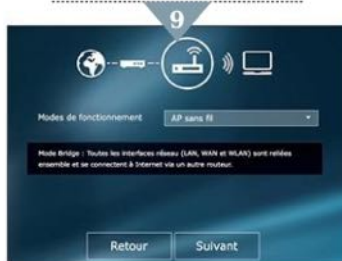 9
Modes de fonctionnement
AP sans fil
Mode Bridge : Toutes les interfaces réseau (LAN, WAN et WLAN) sont reliées
ensemble et se connectent à Internet via un autre routeur.
Retour
Suivant